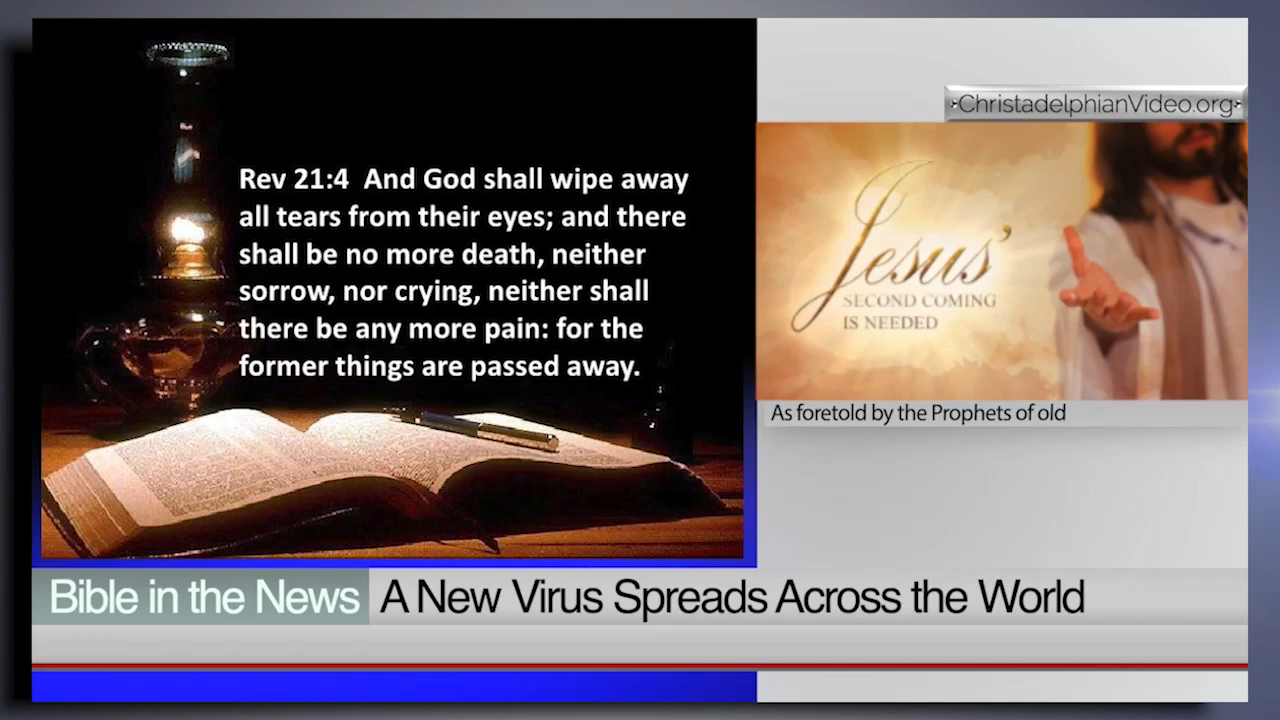 Rev 21:4  And God shall wipe away
all tears from their eyes; and there
shall be no more death, neither
sorrow, nor crying, neither shall
there be any more pain: for the
former things are passed away.
ChristadelphianVideo.org
Jesus’
SECOND COMING
IS NEEDED
As foretold by the Prophets of old
Bible in the News A New Virus Spreads Across the World